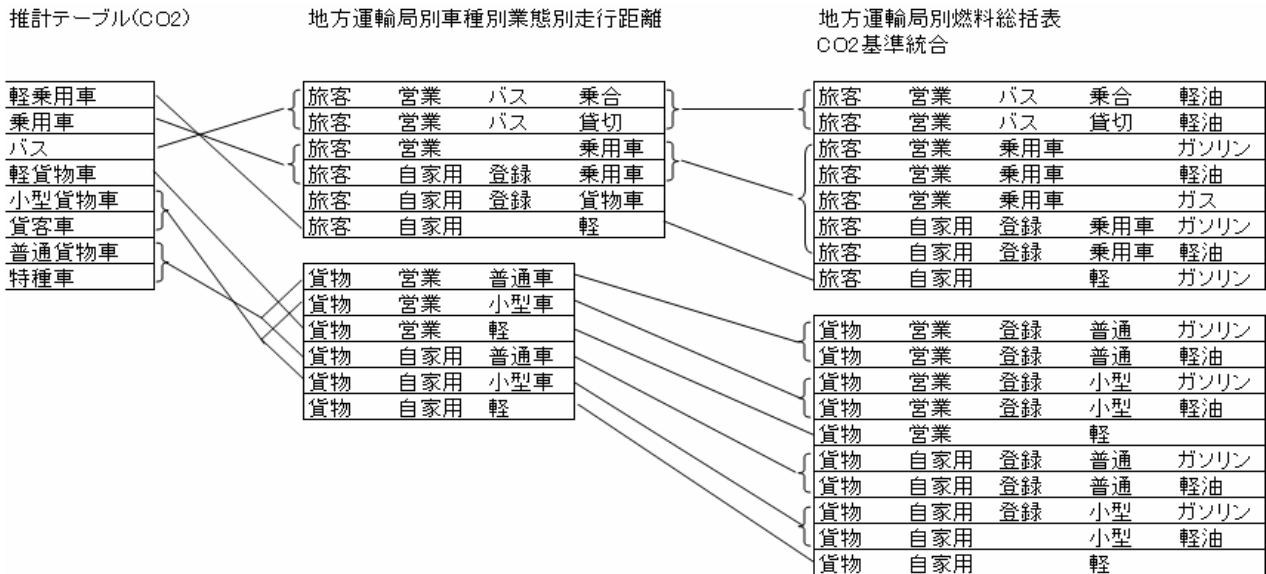 推計テーブル(CO2)
地方運輸局別車種別業態別走行距離
地方運輸局別燃料総括表
CO2基準統合
軽乗用車
乗用車
バス
軽貨物車
小型貨物車
貨客車
普通貨物車
特種車
旅客 営業 バス 乗合
旅客 営業 バス 貸切
旅客 営業 乗用車
旅客 自家用 登録 乗用車
旅客 自家用 登録 貨物車
旅客 自家用 軽
貨物 営業 普通車
貨物 営業 小型車
貨物 営業 軽
貨物 自家用 普通車
貨物 自家用 小型車
貨物 自家用 軽
旅客 営業 バス 乗合 軽油
旅客 営業 バス 貸切 軽油
旅客 営業 乗用車 ガソリン
旅客 営業 乗用車 軽油
旅客 営業 乗用車 ガス
旅客 自家用 登録 乗用車 ガソリン
旅客 自家用 登録 乗用車 軽油
旅客 自家用 軽 ガソリン
貨物 営業 登録 普通 ガソリン
貨物 営業 登録 普通 軽油
貨物 営業 登録 小型 ガソリン
貨物 営業 登録 小型 軽油
貨物 営業 軽
貨物 自家用 登録 普通 ガソリン
貨物 自家用 登録 普通 軽油
貨物 自家用 登録 小型 ガソリン
貨物 自家用 小型 軽油
貨物 自家用 軽